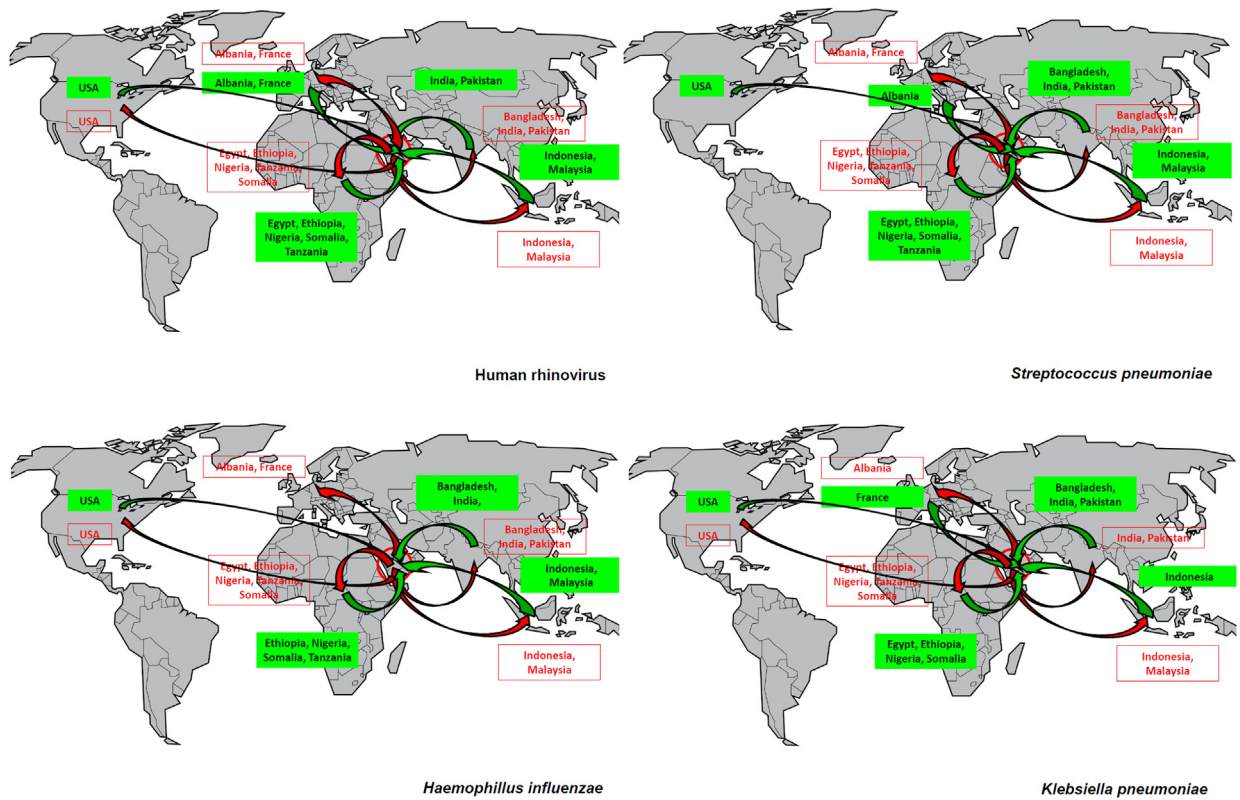 Albania, France
USA
Albania, France
India, Pakistan
USA
Bangladesh,
India, Pakistan
Egypt, Ethiopia,
Nigeria, Tanzania,
Somalia
Indonesia,
Malaysia
Egypt, Ethiopia,
Nigeria, Somalia,
Tanzania
Indonesia,
Malaysia
Human rhinovirus
Albania, France
USA
Albania
Bangladesh,
India, Pakistan
Bangladesh,
India, Pakistan
Egypt, Ethiopia,
Nigeria, Tanzania,
Somalia
Indonesia,
Malaysia
Egypt, Ethiopia,
Nigeria, Somalia,
Tanzania
Indonesia,
Malaysia
Streptococcus pneumoniae
Albania, France
USA
Bangladesh,
India,
USA
Bangladesh,
India, Pakistan
Egypt, Ethiopia,
Nigeria, Tanzania,
Somalia
Indonesia,
Malaysia
Ethiopia, Nigeria,
Somalia, Tanzania
Indonesia,
Malaysia
Haemophillus influenzae
Albania
USA
France
Bangladesh,
India, Pakistan
USA
India, Pakistan
Egypt, Ethiopia,
Nigeria, Tanzania,
Somalia
Indonesia
Egypt, Ethiopia,
Nigeria, Somalia
Indonesia,
Malaysia
Klebsiella pneumoniae